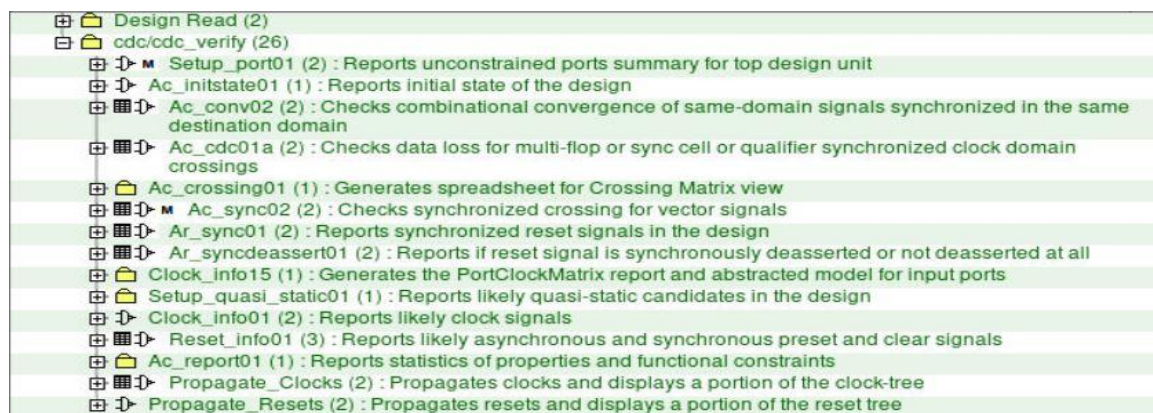 Design Read (2)
cdc/cdc_verify (26)
M Setup_port01 (2) : Reports unconstrained ports summary for top design unit
Ac_initstate01 (1) : Reports initial state of the design
Ac_conv02 (2) : Checks combinational convergence of same-domain signals synchronized in the same
destination domain
Ac_cdc01a (2) : Checks data loss for multi-flop or sync cell or qualifier synchronized clock domain
crossings
Ac_crossing01 (1) : Generates spreadsheet for Crossing Matrix view
M Ac_sync02 (2) : Checks synchronized crossing for vector signals
Ar_sync01 (2) : Reports synchronized reset signals in the design
Ar_syncdeassert01 (2) : Reports if reset signal is synchronously deasserted or not deasserted at all
Clock_info15 (1) : Generates the PortClockMatrix report and abstracted model for input ports
Setup_quasi_static01 (1) : Reports likely quasi-static candidates in the design
Clock_info01 (2) : Reports likely clock signals
Reset_info01 (3) : Reports likely asynchronous and synchronous preset and clear signals
Ac_report01 (1) : Reports statistics of properties and functional constraints
Propagate_Clocks (2) : Propagates clocks and displays a portion of the clock-tree
Propagate_Resets (2) : Propagates resets and displays a portion of the reset tree